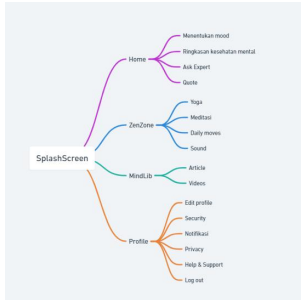 SplashScreen
Home
Menentukan mood
Ringkasan kesehatan mental
Ask Expert
Quote
ZenZone
Yoga
Meditasi
Daily moves
Sound
MindLib
Article
Videos
Profile
Edit profile
Security
Notifikasi
Privacy
Help & Support
Log out